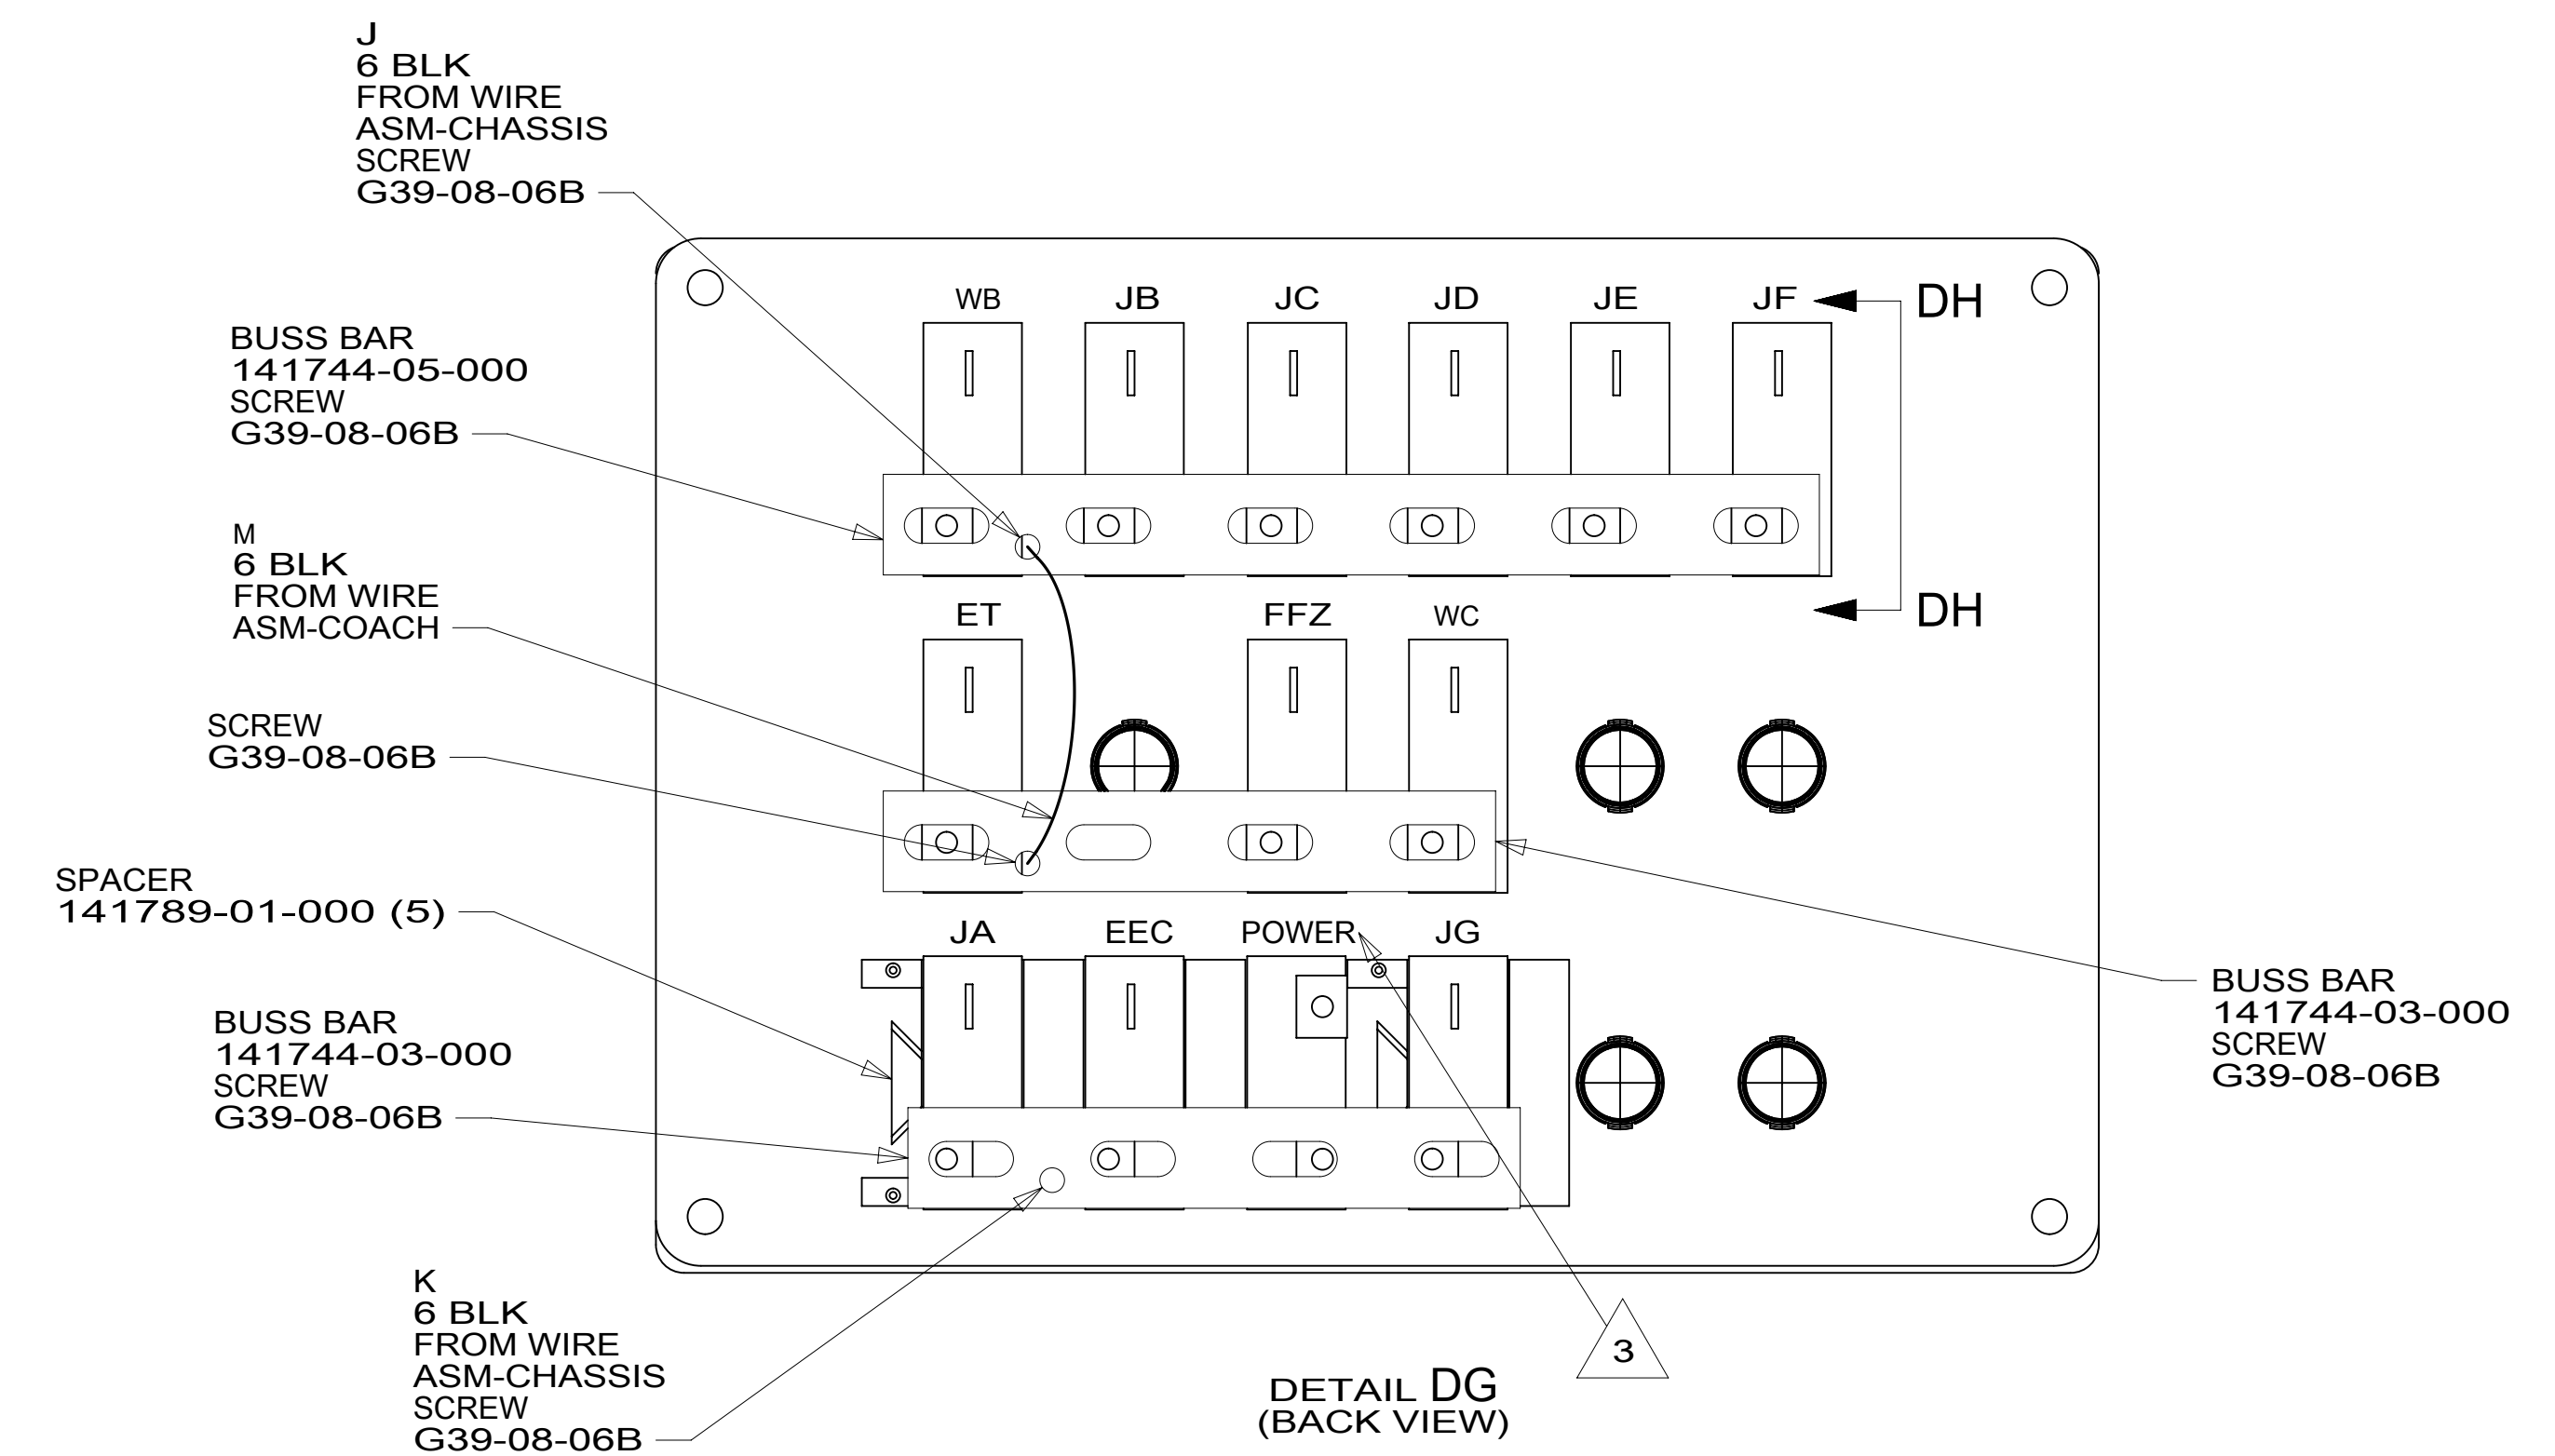 J
6 BLK
FROM WIRE
ASM-CHASSIS
SCREW
G39-08-06B
WB
JB
JC
JD
JE
JF
DH
BUSS BAR
141744-05-000
SCREW
G39-08-06B
M
6 BLK
FROM WIRE
ASM-COACH
ET
FFZ
WC
DH
SCREW
G39-08-06B
SPACER
141789-01-000 (5)
JA
EEC
POWER
JG
BUSS BAR
141744-03-000
SCREW
G39-08-06B
BUSS BAR
141744-03-000
SCREW
G39-08-06B
K
6 BLK
FROM WIRE
ASM-CHASSIS
SCREW
G39-08-06B
3
DETAIL DG
(BACK VIEW)